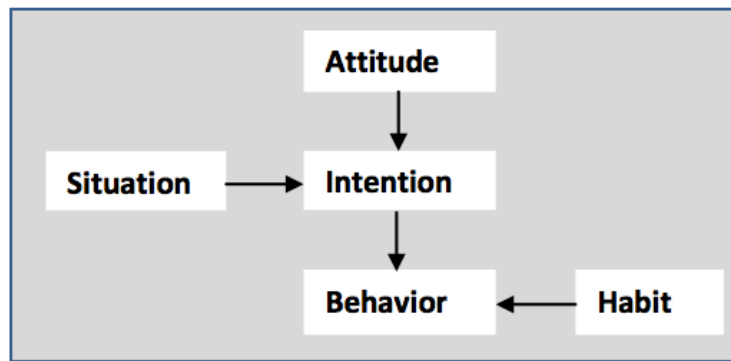 Attitude
Situation
Intention
Behavior
Habit